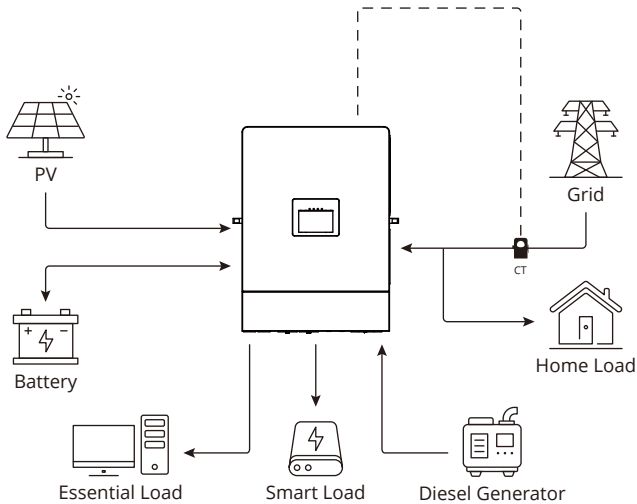 PV
Grid
CT
Battery
Home Load
Essential Load
Smart Load
Diesel Generator